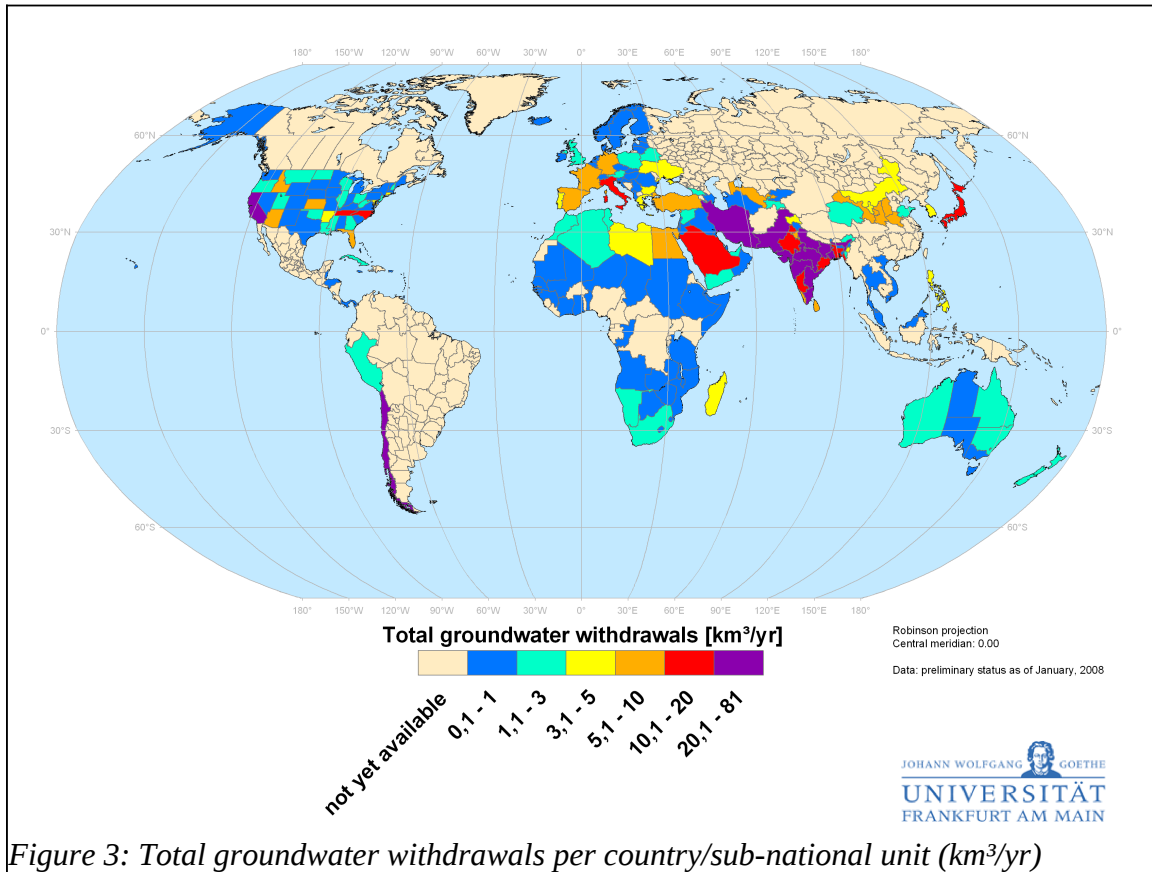 180° 150°W 120°W 90°W 60°W 30°W 0° 30°E 60°E 90°E 120°E 150°E 180°
60°N 60°N
30°N 30°N
0° 0°
30°S 30°S
60°S 60°S
180° 150°W 120°W 90°W 60°W 30°W 0° 30°E 60°E 90°E 120°E 150°E 180°
Total groundwater withdrawals [km³/yr]
not yet available
0,1 - 1
1,1 - 3
3,1 - 5
5,1 - 10
10,1 - 20
20,1 - 81
Robinson projection
Central meridian: 0.00
Data: preliminary status as of January, 2008
JOHANN WOLFGANG GOETHE
UNIVERSITÄT
FRANKFURT AM MAIN
Figure 3: Total groundwater withdrawals per country/sub-national unit (km³/yr)